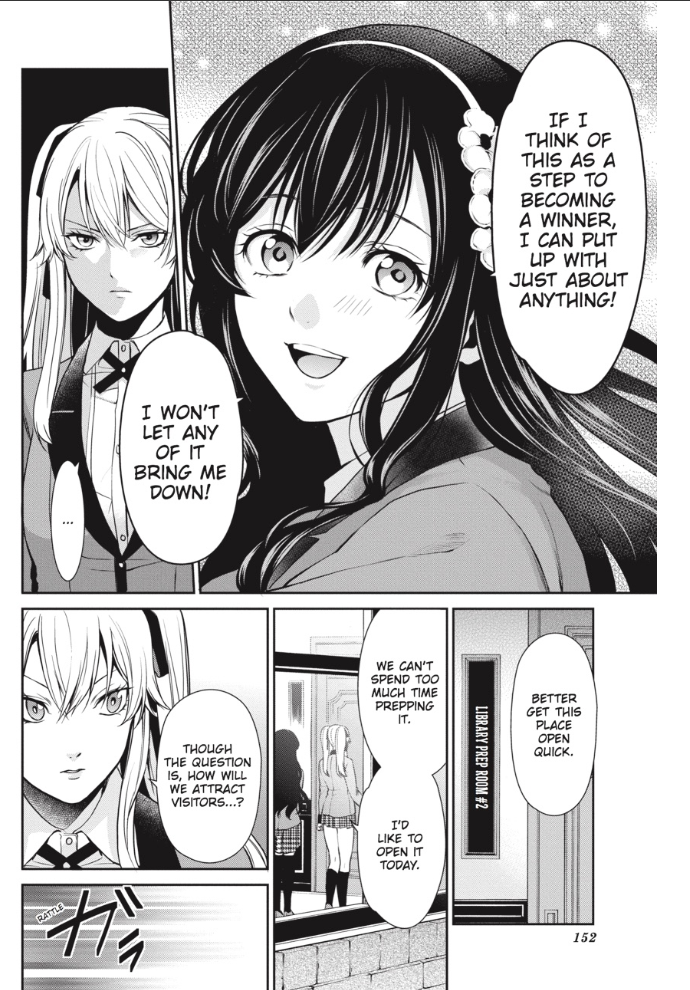 IF I
THINK OF
THIS AS A
STEP TO
BECOMING
A WINNER,
I CAN PUT
UP WITH
JUST ABOUT
ANYTHING!
I WON'T
LET ANY
OF IT
BRING ME
DOWN!
...
BETTER
GET THIS
PLACE
OPEN
QUICK.
LIBRARY PREP ROOM #2
WE CAN'T
SPEND TOO
MUCH TIME
PREPPING
IT.
I'D
LIKE TO
OPEN IT
TODAY.
THOUGH
THE QUESTION
IS, HOW WILL
WE ATTRACT
VISITORS...?
RATTLE
ガラ
152